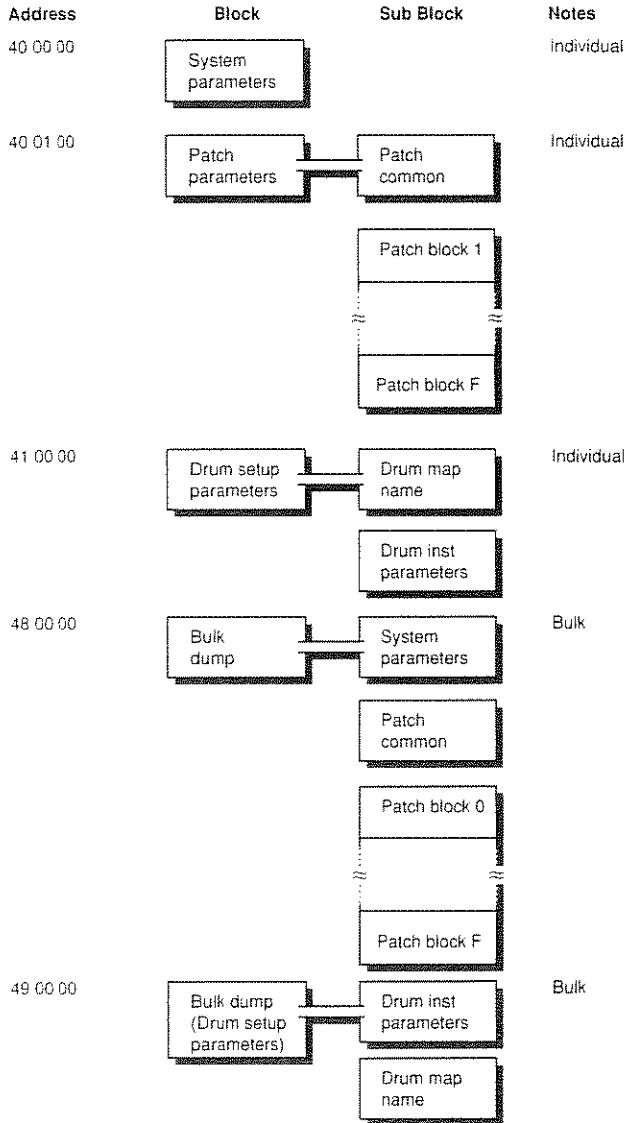 Address Block Sub Block Notes
40 00 00 Individual
System
parameters
40 01 00 Individual
Patch
parameters
Patch
common
Patch block 1
Patch block F
41 00 00 Individual
Drum setup
parameters
Drum map
name
Drum inst
parameters
48 00 00 Bulk
Bulk
dump
System
parameters
Patch
common
Patch block 0
Patch block F
49 00 00 Bulk
Bulk dump
(Drum setup
parameters)
Drum inst
parameters
Drum map
name